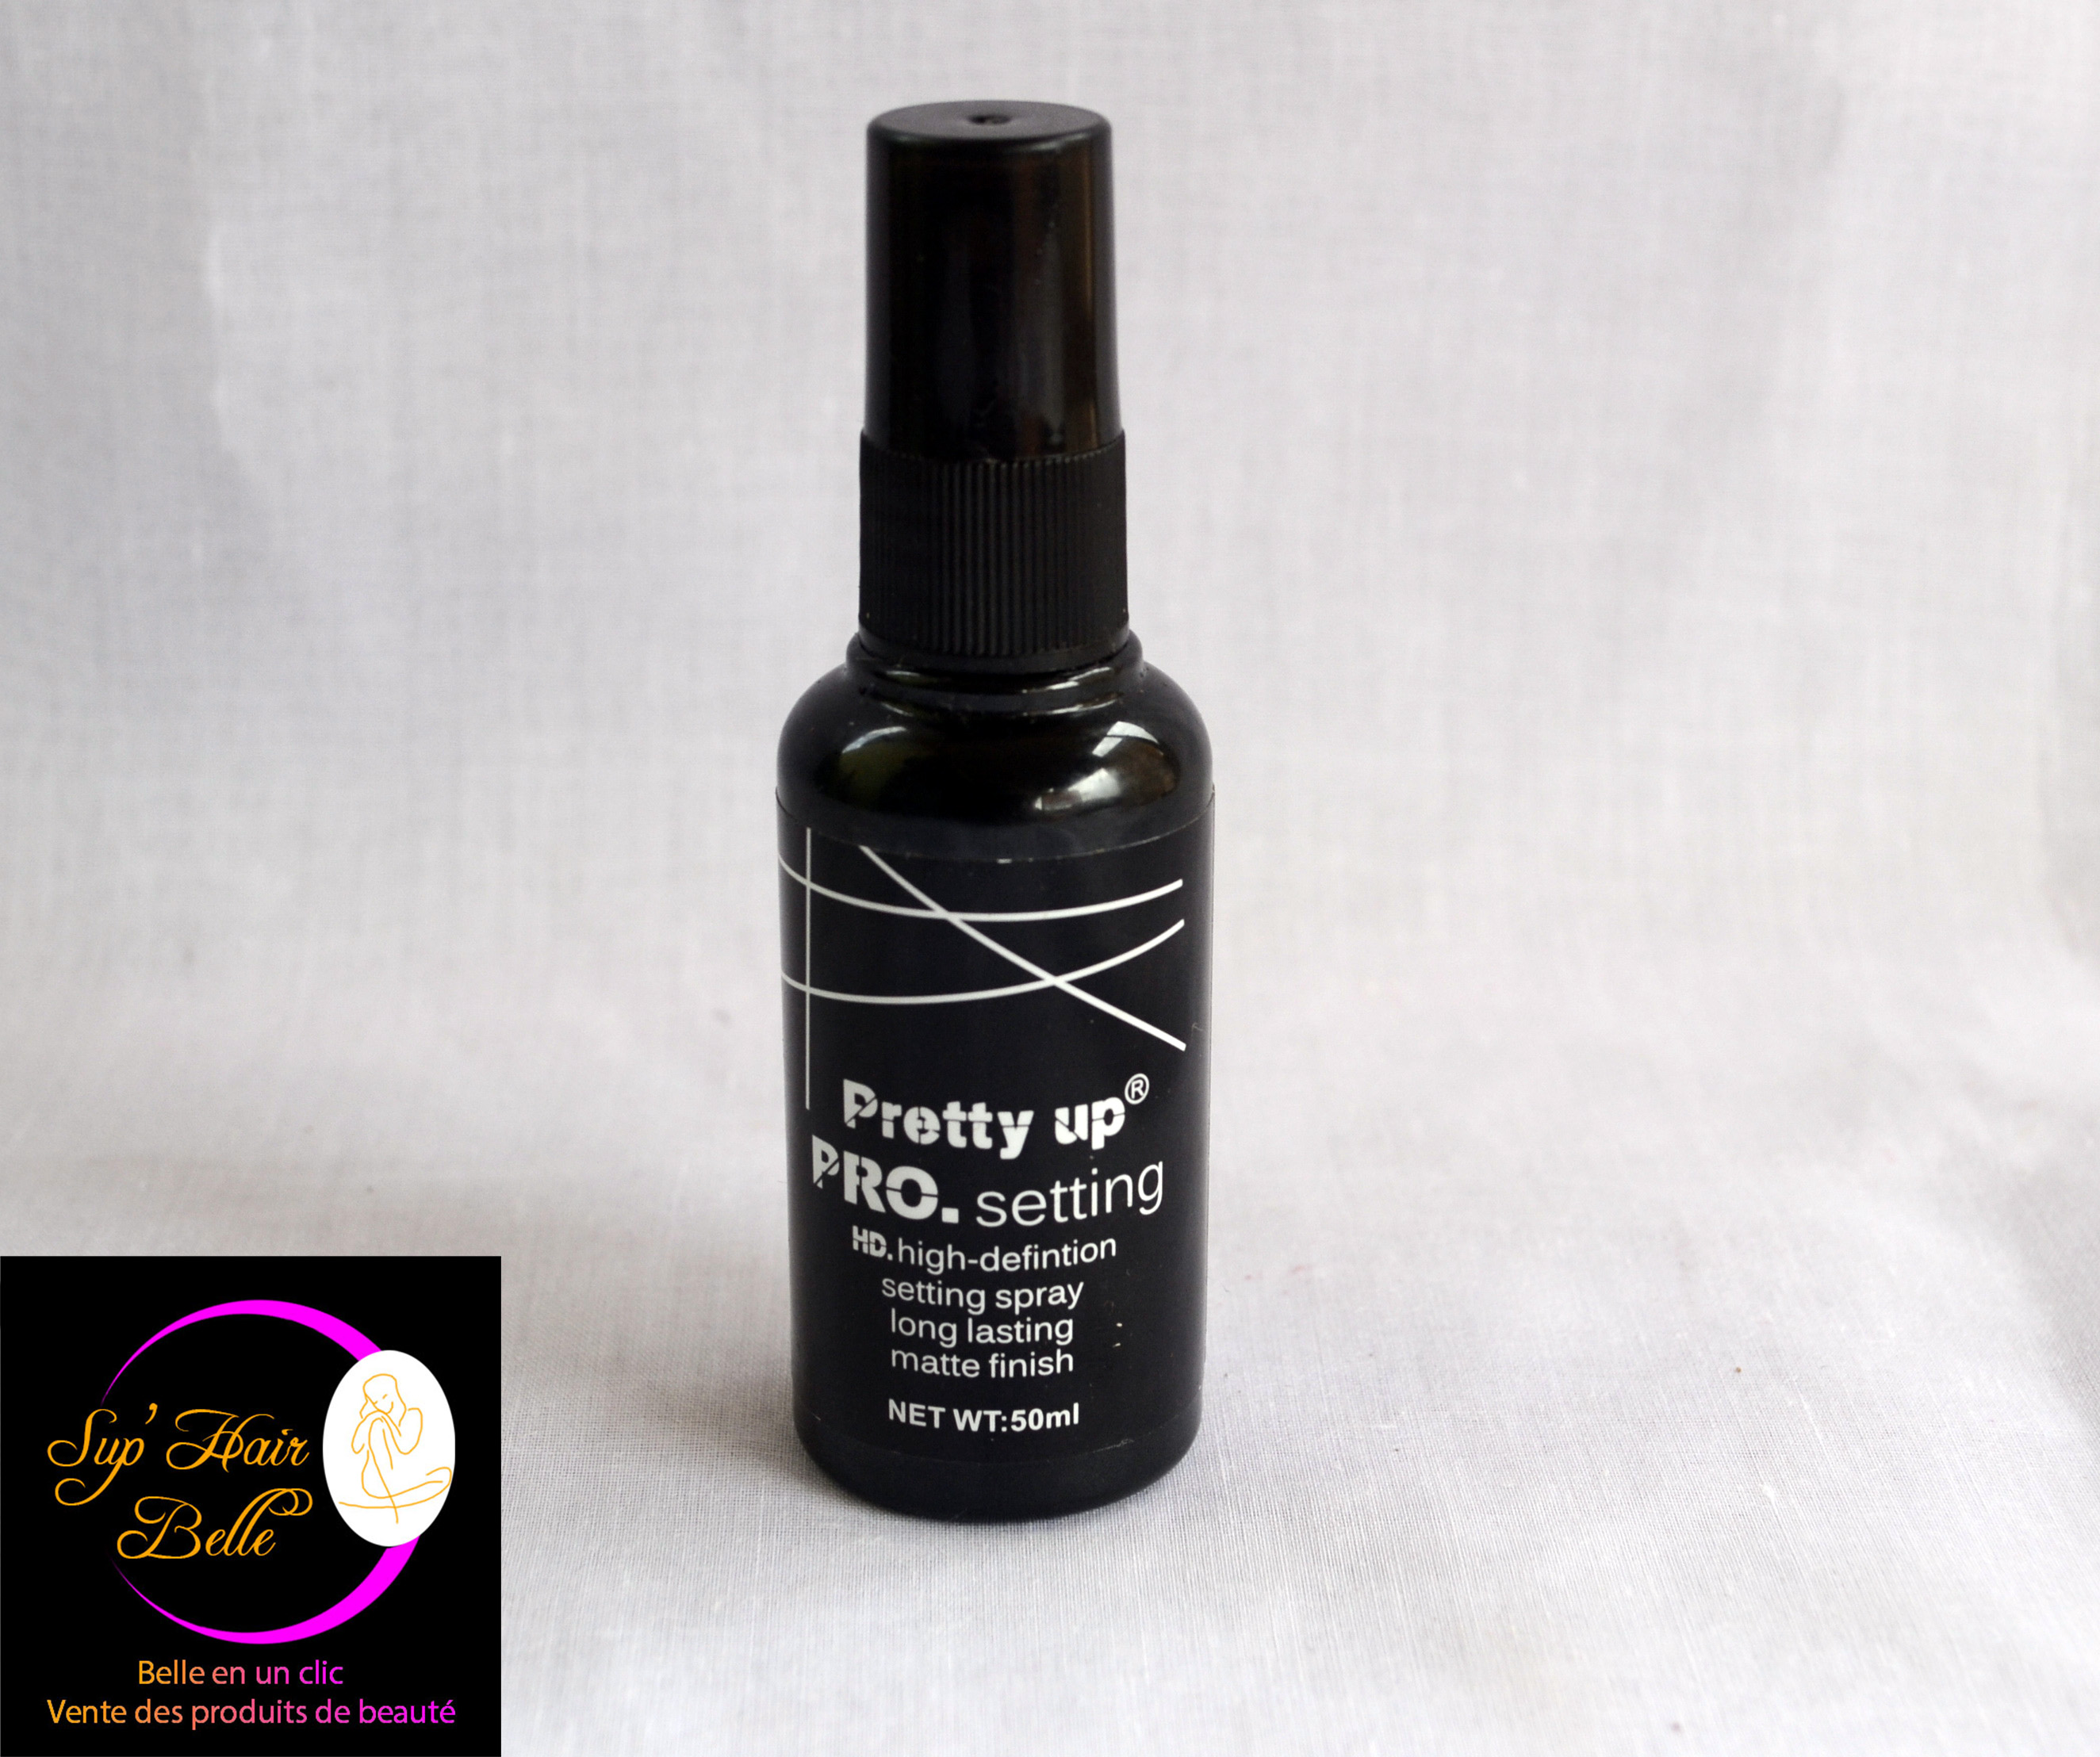 Pretty up®
PRO. setting
HD. high-defintion
setting spray
long lasting
matte finish
NET WT:50ml
Sup' Hair
Belle
Belle en un clic
Vente des produits de beauté